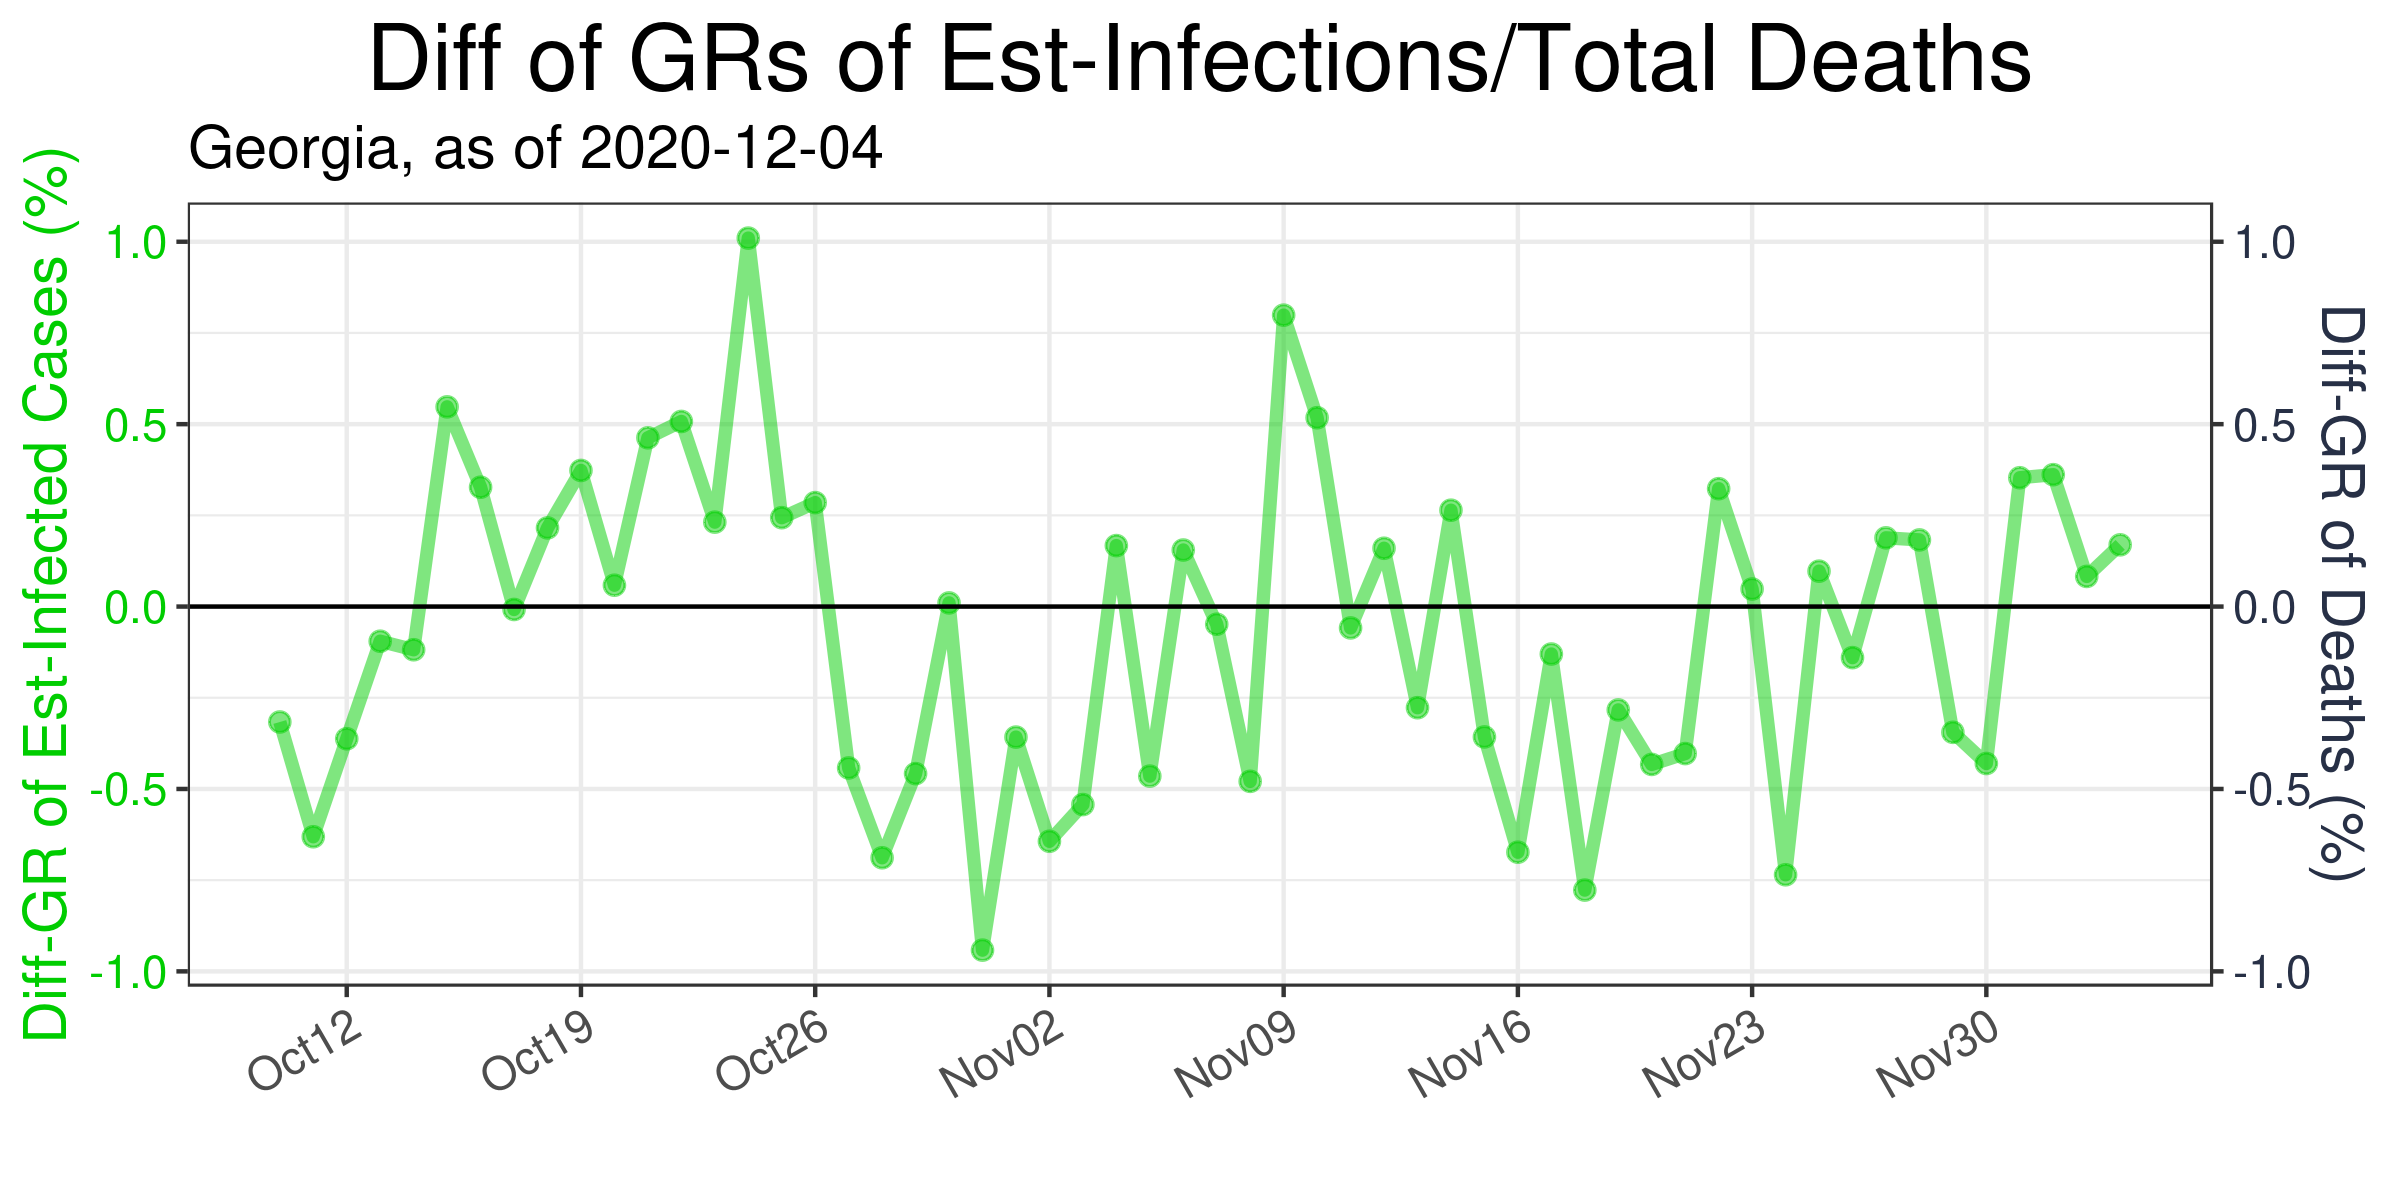 Diff of GRs of Est-Infections/Total Deaths
Georgia, as of 2020-12-04
Diff-GR of Est-Infected Cases (%)
1.0
0.5
0.0
-0.5
-1.0
1.0
0.5
0.0
-0.5
-1.0
Diff-GR of Deaths (%)
Oct12 Oct19 Oct26 Nov02 Nov09 Nov16 Nov23 Nov30